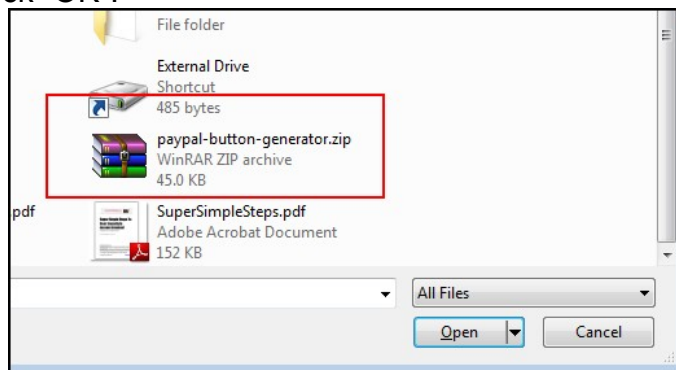 File folder
External Drive
Shortcut
485 bytes
paypal-button-generator.zip
WinRAR ZIP archive
45.0 KB
.pdf
SuperSimpleSteps.pdf
Adobe Acrobat Document
152 KB
All Files
Open
Cancel